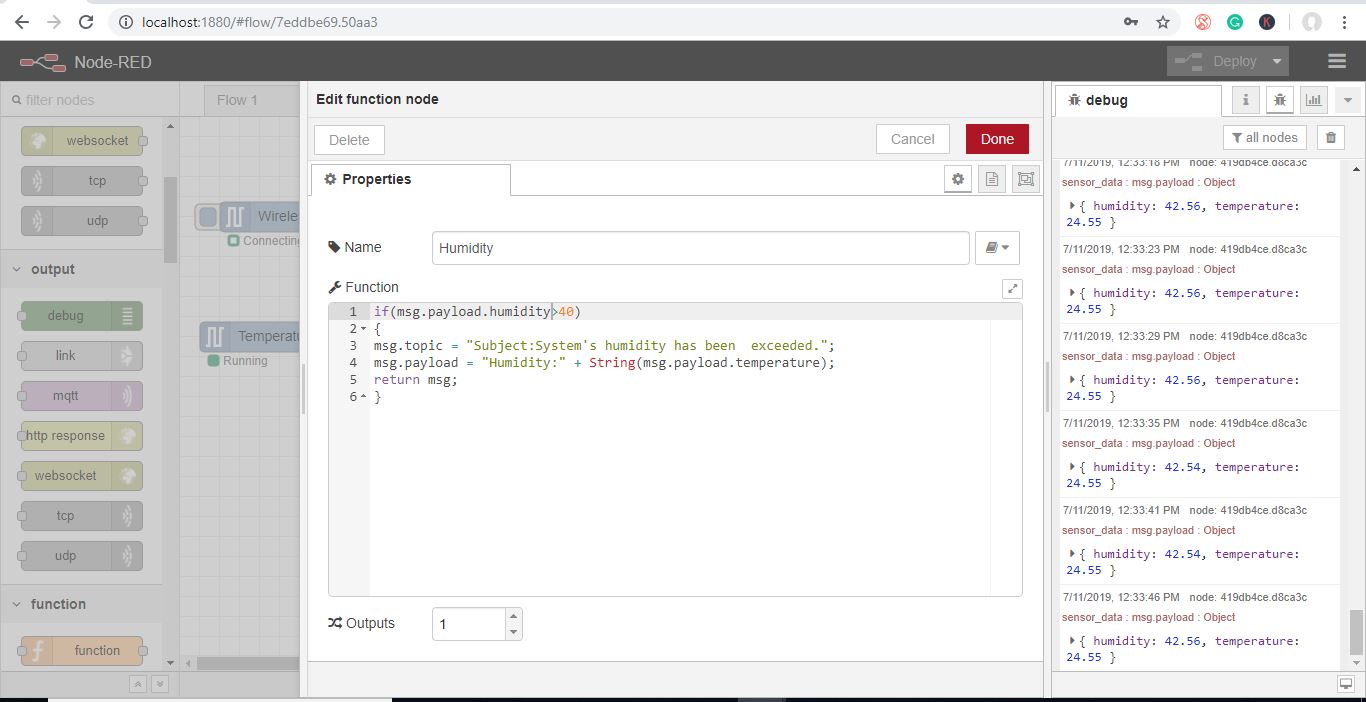 localhost:1880/#flow/7eddbe69.50aa3
Node-RED
Deploy
filter nodes
websocket
tcp
udp
output
debug
link
mqtt
http response
websocket
tcp
udp
function
function
Flow 1
Wirele
Connecting
Temperatu
Running
Edit function node
Delete
Cancel
Done
Properties
Name
Humidity
Function
1 if(msg.payload.humidity>40)
2 {
3 msg.topic = "Subject:System's humidity has been  exceeded.";
4 msg.payload = "Humidity:" + String(msg.payload.temperature);
5 return msg;
6 }
Outputs
1
debug
all nodes
7/11/2019, 12:33:18 PM node: 419db4ce.d8ca3c
sensor_data : msg.payload : Object
{ humidity: 42.56, temperature:
24.55 }
7/11/2019, 12:33:23 PM node: 419db4ce.d8ca3c
sensor_data : msg.payload : Object
{ humidity: 42.56, temperature:
24.55 }
7/11/2019, 12:33:29 PM node: 419db4ce.d8ca3c
sensor_data : msg.payload : Object
{ humidity: 42.56, temperature:
24.55 }
7/11/2019, 12:33:35 PM node: 419db4ce.d8ca3c
sensor_data : msg.payload : Object
{ humidity: 42.54, temperature:
24.55 }
7/11/2019, 12:33:41 PM node: 419db4ce.d8ca3c
sensor_data : msg.payload : Object
{ humidity: 42.54, temperature:
24.55 }
7/11/2019, 12:33:46 PM node: 419db4ce.d8ca3c
sensor_data : msg.payload : Object
{ humidity: 42.56, temperature:
24.55 }